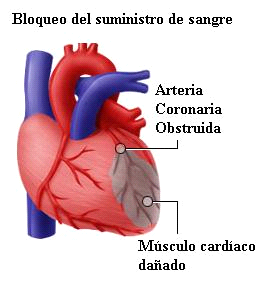 Bloqueo del suministro de sangre
Arteria
Coronaria
Obstruida
Músculo cardíaco
dañado